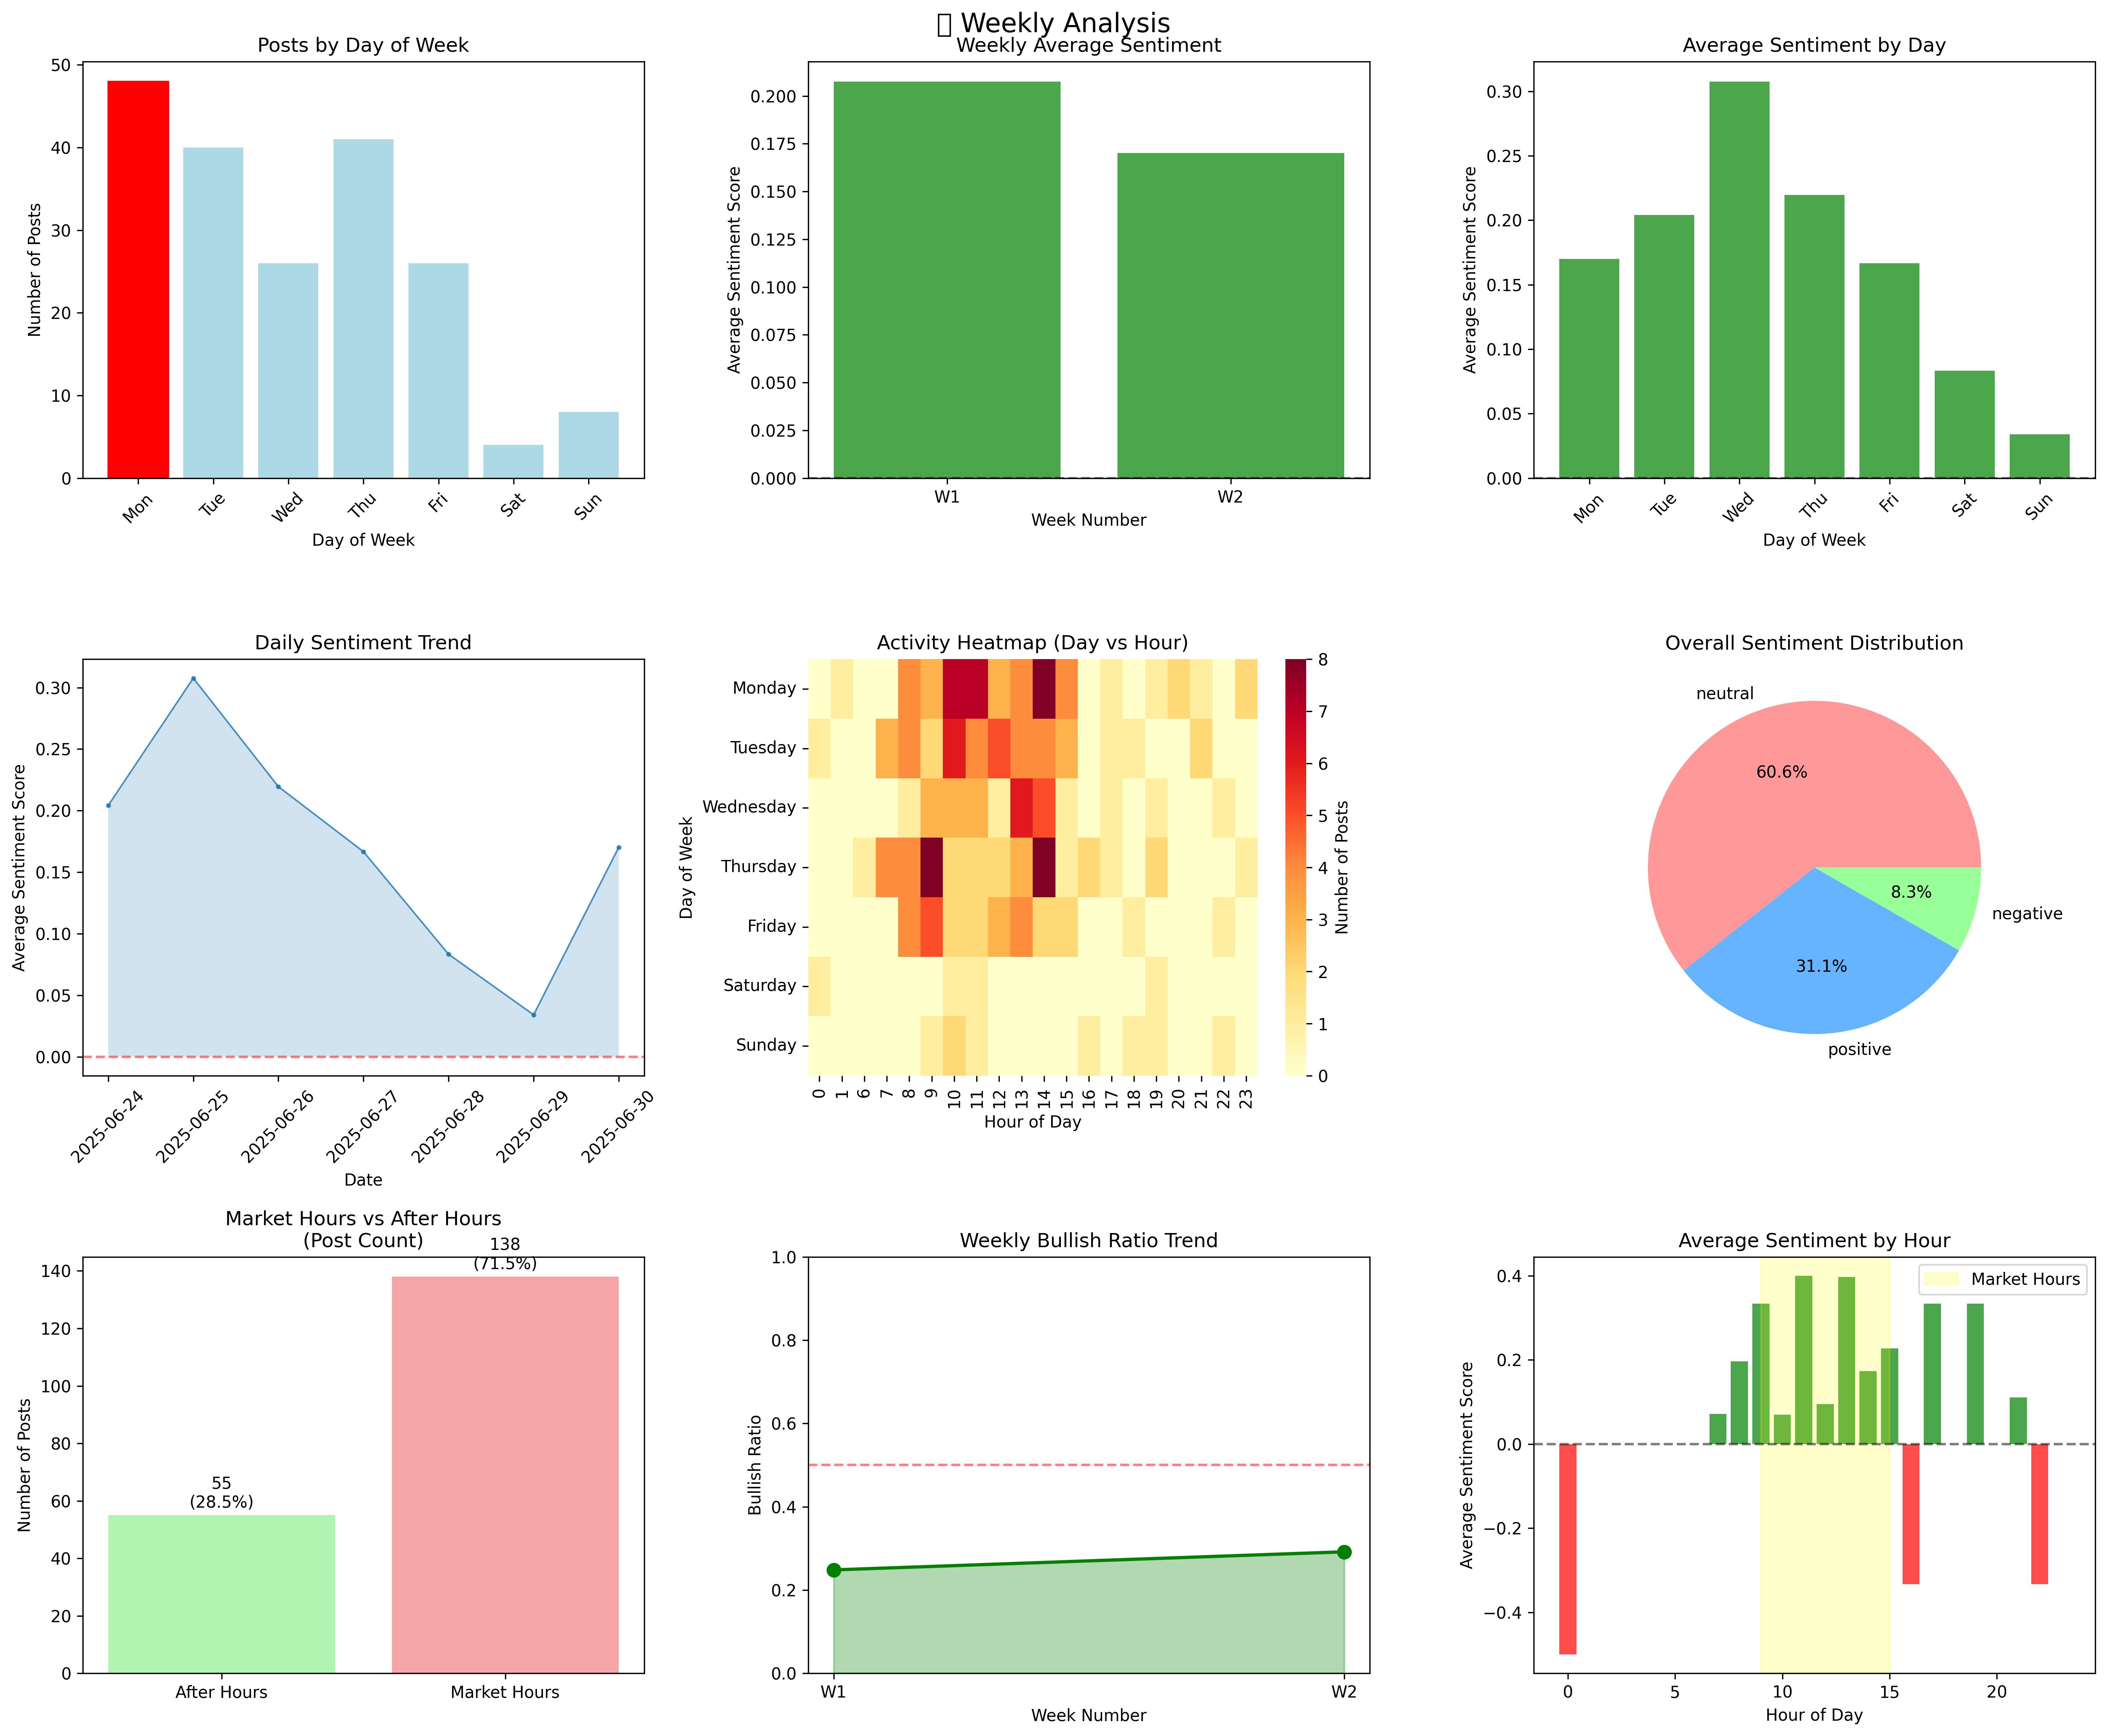 ▯ Weekly Analysis
Posts by Day of Week
Number of Posts
50
40
30
20
10
0
Mon
Tue
Wed
Thu
Fri
Sat
Sun
Day of Week
Weekly Average Sentiment
Average Sentiment Score
0.200
0.175
0.150
0.125
0.100
0.075
0.050
0.025
0.000
W1
W2
Week Number
Average Sentiment by Day
Average Sentiment Score
0.30
0.25
0.20
0.15
0.10
0.05
0.00
Mon
Tue
Wed
Thu
Fri
Sat
Sun
Day of Week
Daily Sentiment Trend
Average Sentiment Score
0.30
0.25
0.20
0.15
0.10
0.05
0.00
2025-06-24
2025-06-25
2025-06-26
2025-06-27
2025-06-28
2025-06-29
2025-06-30
Date
Activity Heatmap (Day vs Hour)
Day of Week
Monday
Tuesday
Wednesday
Thursday
Friday
Saturday
Sunday
0
1
6
7
8
9
10
11
12
13
14
15
16
17
18
19
20
21
22
23
Hour of Day
8
7
6
5
4
3
2
1
0
Number of Posts
Overall Sentiment Distribution
neutral
60.6%
8.3%
negative
31.1%
positive
Market Hours vs After Hours
(Post Count)
Number of Posts
140
120
100
80
60
40
20
0
138
(71.5%)
55
(28.5%)
After Hours
Market Hours
Weekly Bullish Ratio Trend
Bullish Ratio
1.0
0.8
0.6
0.4
0.2
0.0
W1
W2
Week Number
Average Sentiment by Hour
Market Hours
Average Sentiment Score
0.4
0.2
0.0
−0.2
−0.4
0
5
10
15
20
Hour of Day